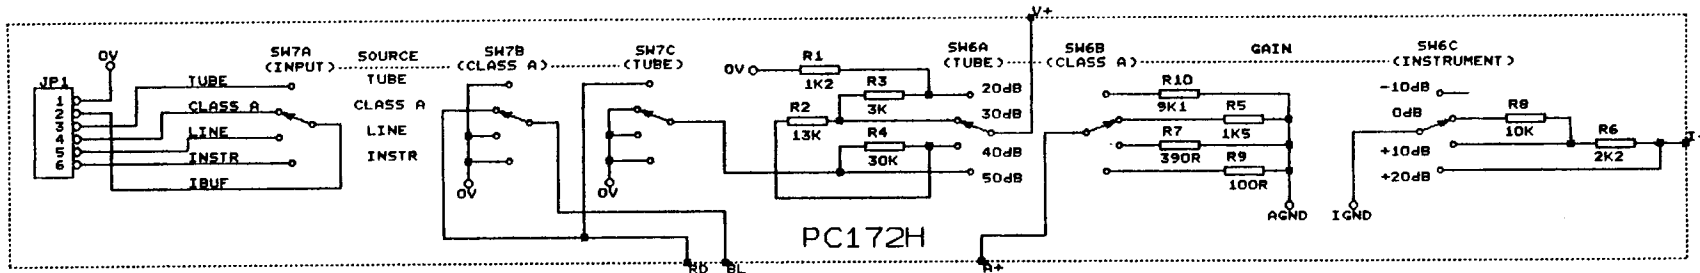 V+
SW7A
(INPUT)
SOURCE
SW7B
(CLASS A)
SW7C
(TUBE)
SW6A
(TUBE)
SW6B
(CLASS A)
GAIN
SW6C
(INSTRUMENT)
0V
JP1
1
2
3
4
5
6
TUBE
CLASS A
LINE
INSTR
IBUF
TUBE
CLASS A
LINE
INSTR
0V
0V
0V
R1
1K2
R3
3K
R2
13K
R4
30K
20dB
30dB
40dB
50dB
R10
9K1
R5
1K5
R7
390R
R9
100R
AGND
IGND
-10dB
0dB
+10dB
+20dB
R8
10K
R6
2K2
PC172H
RD
BL
A+